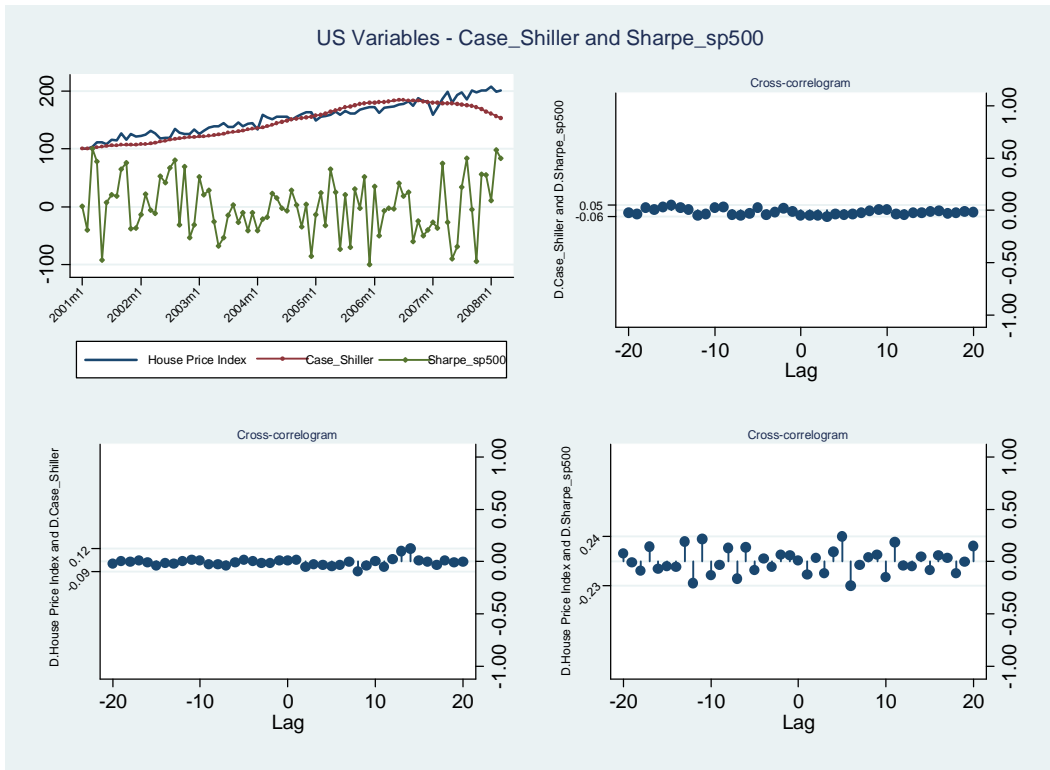 US Variables - Case_Shiller and Sharpe_sp500
200
100
0
-100
2001m1
2002m1
2003m1
2004m1
2005m1
2006m1
2007m1
2008m1
House Price Index
Case_Shiller
Sharpe_sp500
Cross-correlogram
D.Case_Shiller and D.Sharpe_sp500
0.05
-0.06
1.00
0.50
0.00
-0.50
-1.00
-20 -10 0 10 20
Lag
Cross-correlogram
D.House Price Index and D.Case_Shiller
0.12
-0.09
1.00
0.50
0.00
-0.50
-1.00
-20 -10 0 10 20
Lag
Cross-correlogram
D.House Price Index and D.Sharpe_sp500
0.24
-0.23
1.00
0.50
0.00
-0.50
-1.00
-20 -10 0 10 20
Lag